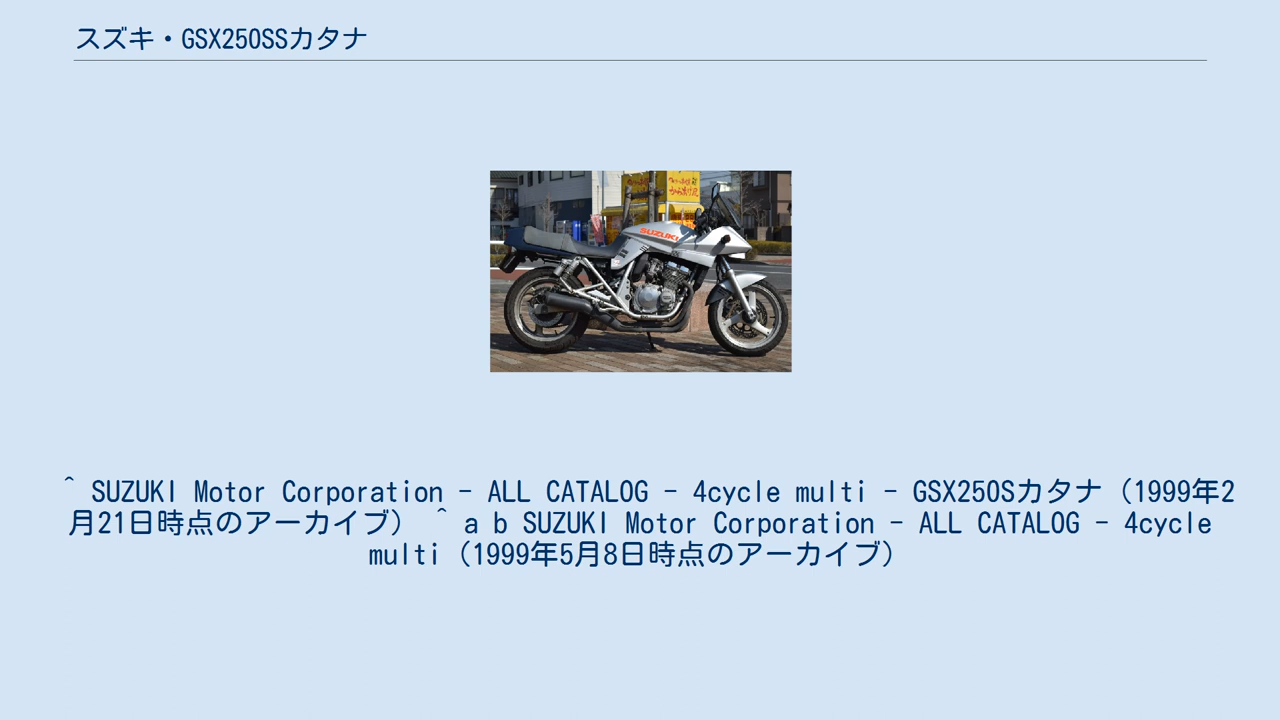 スズキ・GSX250SSカタナ
SUZUKI
^ SUZUKI Motor Corporation - ALL CATALOG - 4cycle multi - GSX250Sカタナ（1999年2
月21日時点のアーカイブ） ^ a b SUZUKI Motor Corporation - ALL CATALOG - 4cycle
multi（1999年5月8日時点のアーカイブ）